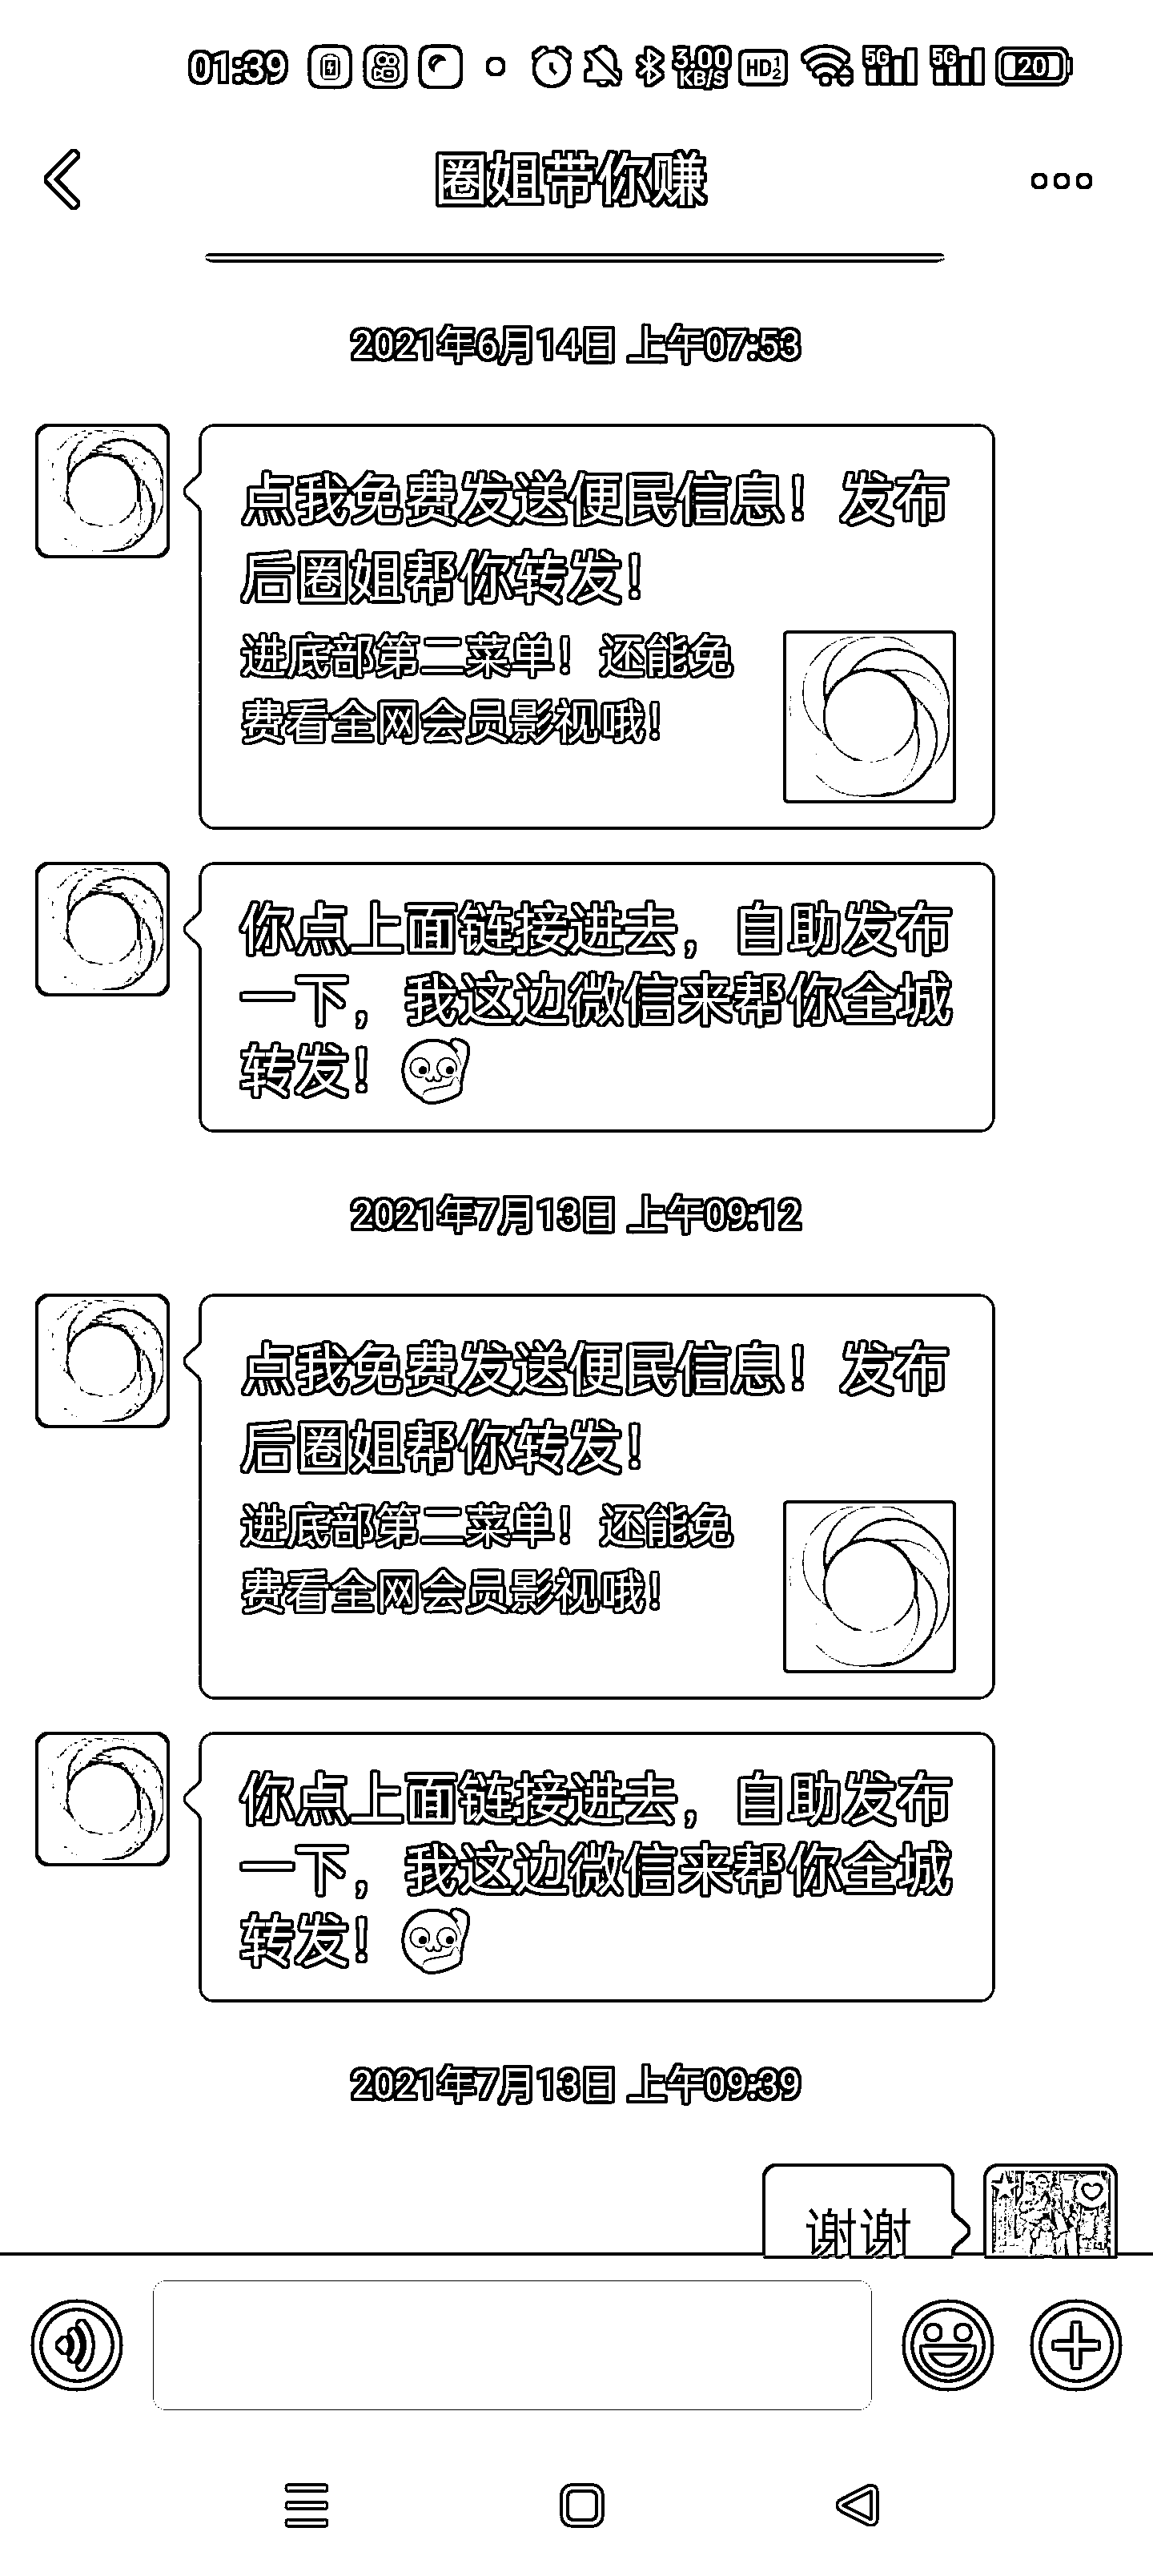 01:39 3.00 KB/S HD 1 2 5G 5G 20
圈姐带你赚
2021年6月14日 上午07:53
点我免费发送便民信息！发布
后圈姐帮你转发！
进底部第二菜单！还能免
费看全网会员影视哦！
你点上面链接进去，自助发布
一下，我这边微信来帮你全城
转发！
2021年7月13日 上午09:12
点我免费发送便民信息！发布
后圈姐帮你转发！
进底部第二菜单！还能免
费看全网会员影视哦！
你点上面链接进去，自助发布
一下，我这边微信来帮你全城
转发！
2021年7月13日 上午09:39
谢谢